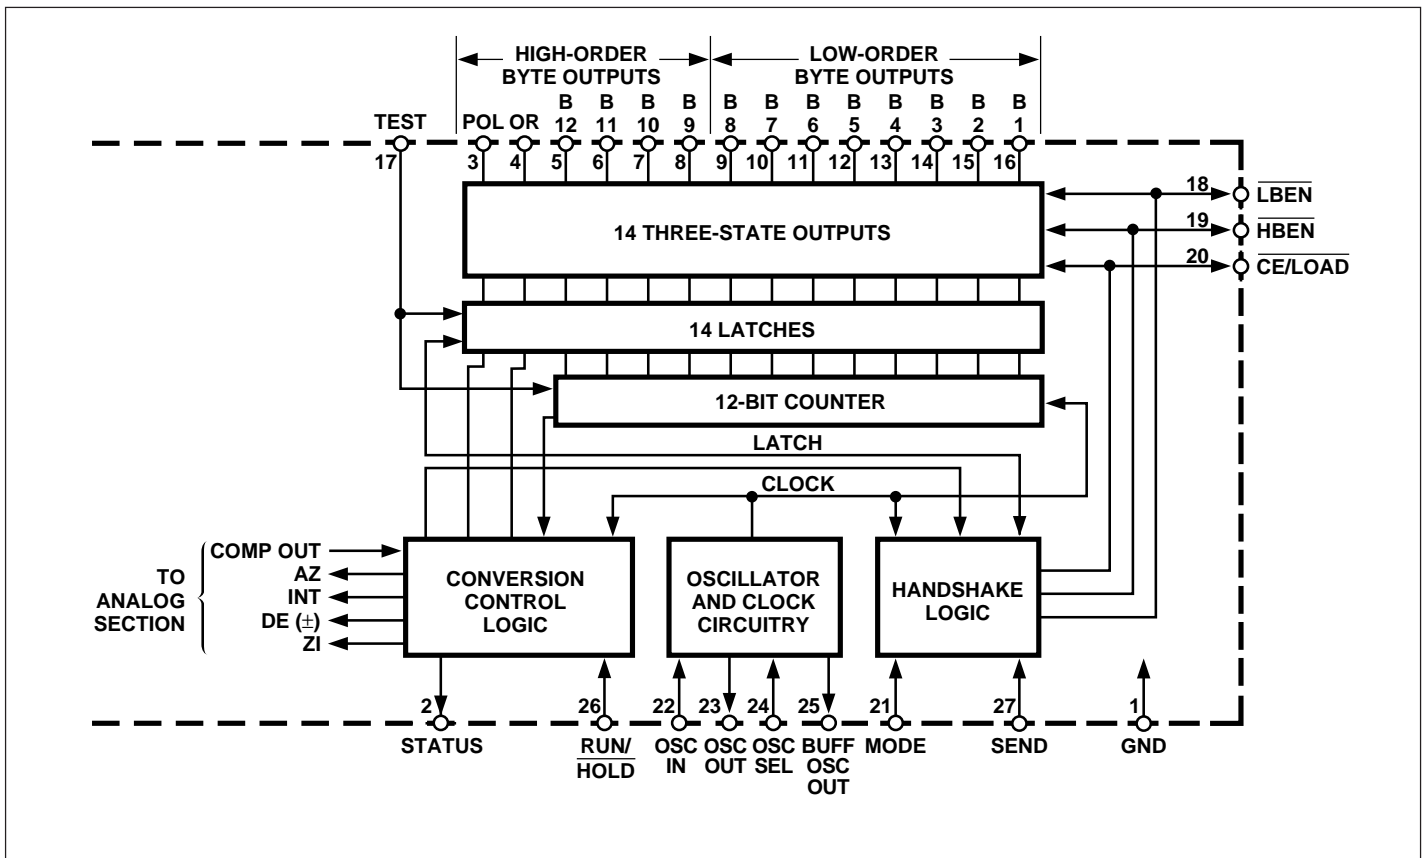 HIGH-ORDER
BYTE OUTPUTS
LOW-ORDER
BYTE OUTPUTS
TEST
POL OR
B
12
B
11
B
10
B
9
B
8
B
7
B
6
B
5
B
4
B
3
B
2
B
1
17
3
4
5
6
7
8
9
10
11
12
13
14
15
16
14 THREE-STATE OUTPUTS
18
LBEN
19
HBEN
20
CE/LOAD
14 LATCHES
12-BIT COUNTER
LATCH
CLOCK
TO
ANALOG
SECTION
COMP OUT
AZ
INT
DE (±)
ZI
CONVERSION
CONTROL
LOGIC
OSCILLATOR
AND CLOCK
CIRCUITRY
HANDSHAKE
LOGIC
2
26
22
23
24
25
21
27
1
STATUS
RUN/
HOLD
OSC
IN
OSC
OUT
OSC
SEL
BUFF
OSC
OUT
MODE
SEND
GND